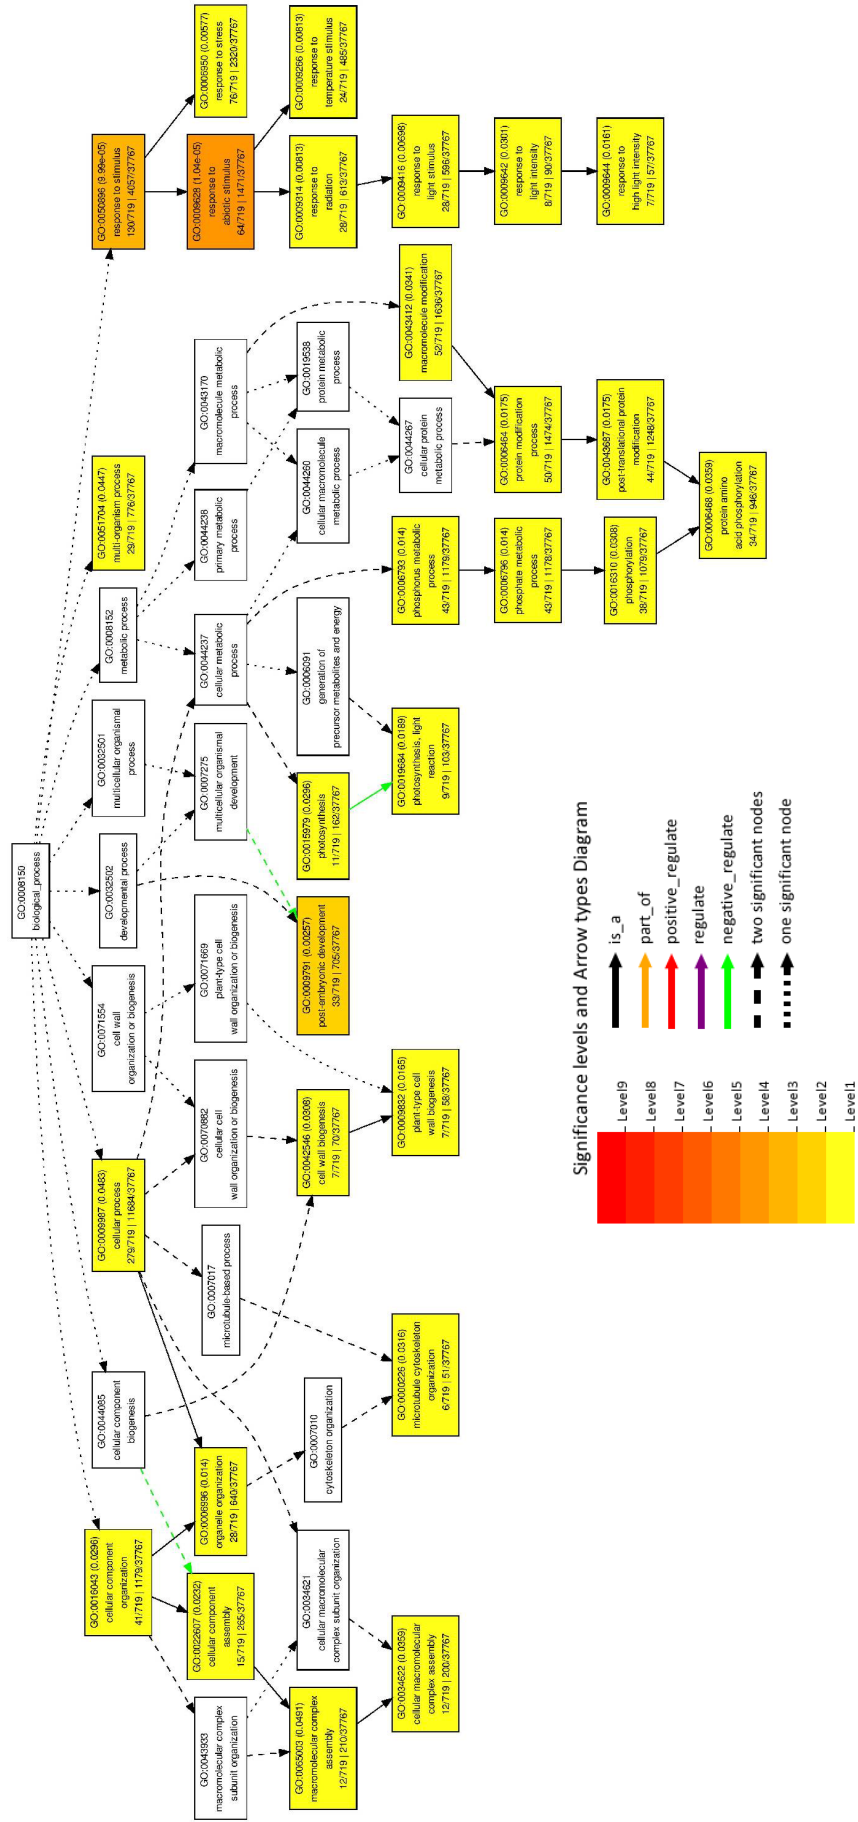 GO:0008150
biological_process
GO:0016043 (0.0296)
cellular component
organization
41/719 | 1179/37767
GO:0044085
cellular component
biogenesis
GO:0009987 (0.0483)
cellular process
279/719 | 11684/37767
GO:0071554
cell wall
organization or biogenesis
GO:0032502
developmental process
GO:0032501
multicellular organismal
process
GO:0008152
metabolic process
GO:0051704 (0.0447)
multi-organism process
29/719 | 776/37767
GO:0050896 (9.99e-05)
response to stimulus
130/719 | 4057/37767
GO:0043933
macromolecular complex
subunit organization
GO:0022607 (0.0232)
cellular component
assembly
15/719 | 265/37767
GO:0006996 (0.014)
organelle organization
28/719 | 640/37767
GO:0007017
microtubule-based process
GO:0070882
cellular cell
wall organization or biogenesis
GO:0071669
plant-type cell
wall organization or biogenesis
GO:0007275
multicellular organismal
development
GO:0044237
cellular metabolic
process
GO:0044238
primary metabolic
process
GO:0043170
macromolecule metabolic
process
GO:0009628 (1.04e-05)
response to
abiotic stimulus
64/719 | 1471/37767
GO:0006950 (0.00577)
response to stress
76/719 | 2320/37767
GO:0065003 (0.0491)
macromolecular complex
assembly
12/719 | 210/37767
GO:0034621
cellular macromolecular
complex subunit organization
GO:0007010
cytoskeleton organization
GO:0042546 (0.0308)
cell wall biogenesis
7/719 | 70/37767
GO:0009791 (0.00257)
post-embryonic development
33/719 | 705/37767
GO:0015979 (0.0296)
photosynthesis
11/719 | 162/37767
GO:0006091
generation of
precursor metabolites and energy
GO:0044260
cellular macromolecule
metabolic process
GO:0019538
protein metabolic
process
GO:0009314 (0.00813)
response to
radiation
28/719 | 613/37767
GO:0009266 (0.00813)
response to
temperature stimulus
24/719 | 485/37767
GO:0034622 (0.0359)
cellular macromolecular
complex assembly
12/719 | 200/37767
GO:0000226 (0.0316)
microtubule cytoskeleton
organization
6/719 | 51/37767
GO:0009832 (0.0165)
plant-type cell
wall biogenesis
7/719 | 58/37767
GO:0019684 (0.0189)
photosynthesis, light
reaction
9/719 | 103/37767
GO:0006793 (0.014)
phosphorus metabolic
process
43/719 | 1179/37767
GO:0044267
cellular protein
metabolic process
GO:0043412 (0.0341)
macromolecule modification
52/719 | 1636/37767
GO:0009416 (0.00698)
response to
light stimulus
28/719 | 596/37767
GO:0006796 (0.014)
phosphate metabolic
process
43/719 | 1178/37767
GO:0006464 (0.0175)
protein modification
process
50/719 | 1474/37767
GO:0009642 (0.0301)
response to
light intensity
8/719 | 90/37767
GO:0016310 (0.0308)
phosphorylation
38/719 | 1079/37767
GO:0043687 (0.0175)
post-translational protein
modification
44/719 | 1248/37767
GO:0009644 (0.0161)
response to
high light intensity
7/719 | 57/37767
GO:0006468 (0.0359)
protein amino
acid phosphorylation
34/719 | 946/37767
Significance levels and Arrow types Diagram
Level9
Level8
Level7
Level6
Level5
Level4
Level3
Level2
Level1
is_a
part_of
positive_regulate
regulate
negative_regulate
two significant nodes
one significant node